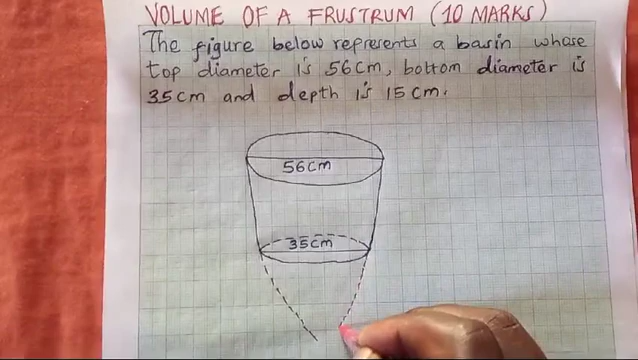 VOLUME OF A FRUSTRUM (10 MARKS)
The figure below represents a basin whose
top diameter is 56cm, bottom diameter is
35cm and depth is 15cm.
56cm
35cm